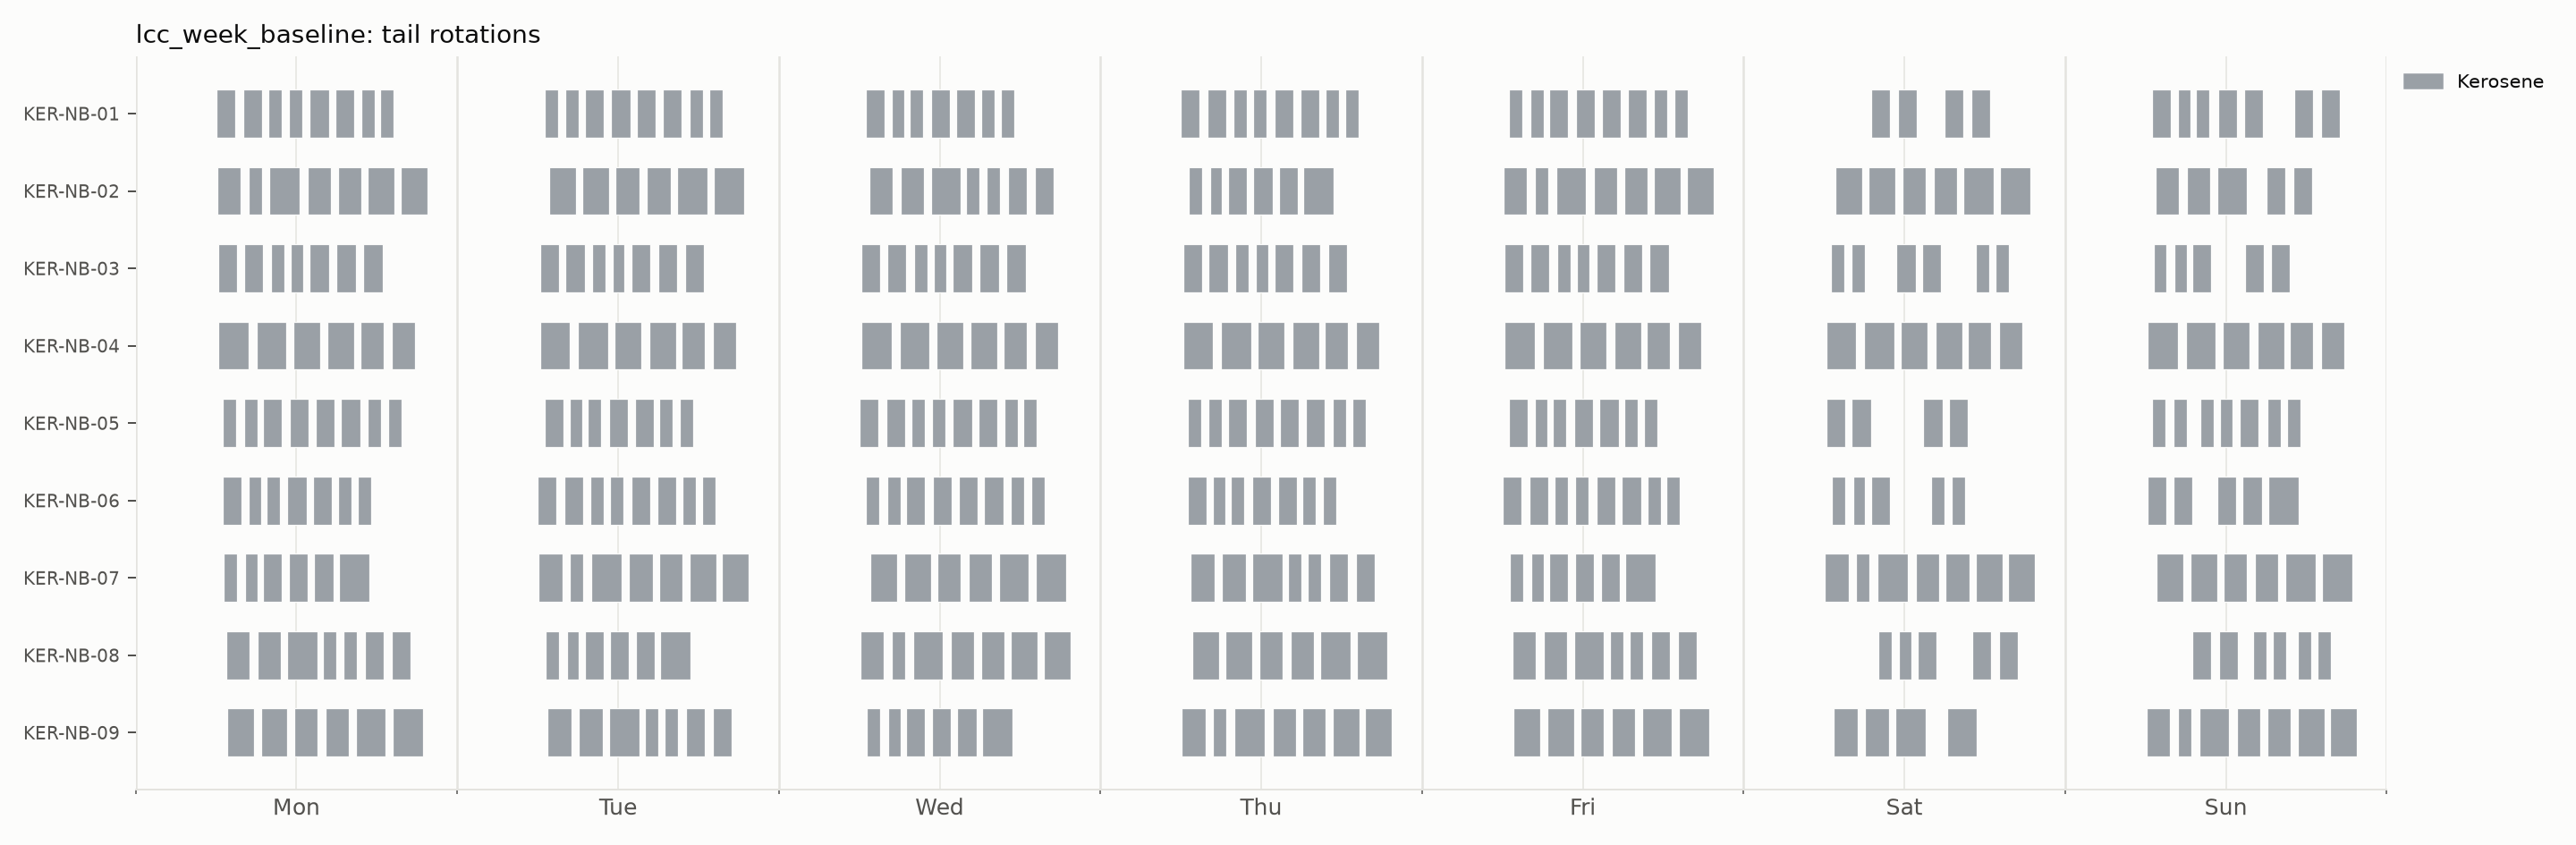 lcc_week_baseline: tail rotations
Kerosene
KER-NB-01
KER-NB-02
KER-NB-03
KER-NB-04
KER-NB-05
KER-NB-06
KER-NB-07
KER-NB-08
KER-NB-09
Mon Tue Wed Thu Fri Sat Sun